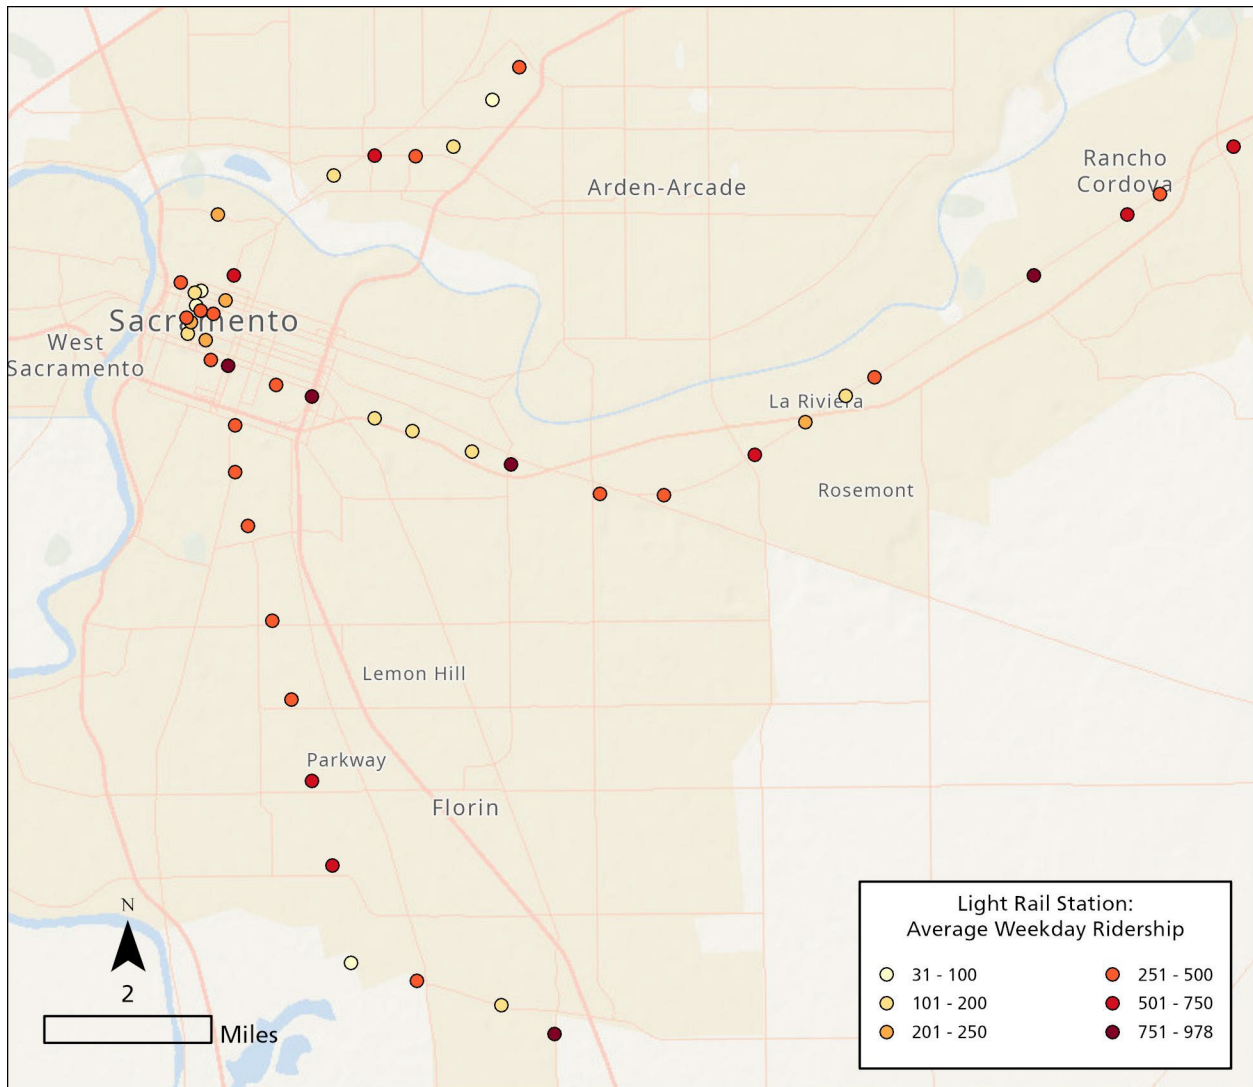 Rancho
Cordova
Arden-Arcade
Sacramento
West
Sacramento
La Riviera
Rosemont
Lemon Hill
Parkway
Florin
N
2
Miles
Light Rail Station:
Average Weekday Ridership
31 - 100
251 - 500
101 - 200
501 - 750
201 - 250
751 - 978